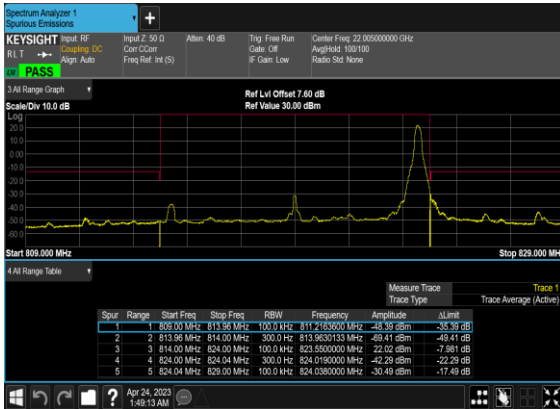 Spectrum Analyzer 1
Spurious Emissions
+
KEYSIGHT Input: RF Input Z: 50 Ω Atten: 40 dB Trig: Free Run Center Freq: 22.005000000 GHz
R L T Coupling: DC Corr CCorr Gate: Off Avg|Hold: 100/100
Align: Auto Freq Ref: Int (S) IF Gain: Low Radio Std: None
PASS
3 All Range Graph
Scale/Div 10.0 dB Ref Lvl Offset 7.60 dB
Ref Value 30.00 dBm
Log
20.0
10.0
0.00
-10.0
-20.0
-30.0
-40.0
-50.0
-60.0
Start 809.000 MHz Stop 829.000 MH
4 All Range Table
Measure Trace Trace 1
Trace Type Trace Average (Active)
Spur Range Start Freq Stop Freq RBW Frequency Amplitude ΔLimit
1 1 809.00 MHz 813.96 MHz 100.0 kHz 811.2163600 MHz -48.39 dBm -35.39 dB
2 2 813.96 MHz 814.00 MHz 300.0 Hz 813.9630133 MHz -69.41 dBm -49.41 dB
3 3 814.00 MHz 824.00 MHz 100.0 kHz 823.5500000 MHz 22.02 dBm -7.981 dB
4 4 824.00 MHz 824.04 MHz 300.0 Hz 824.0190000 MHz -42.29 dBm -22.29 dB
5 5 824.04 MHz 829.00 MHz 100.0 kHz 824.0380000 MHz -30.49 dBm -17.49 dB
? Apr 24, 2023
1:49:13 AM